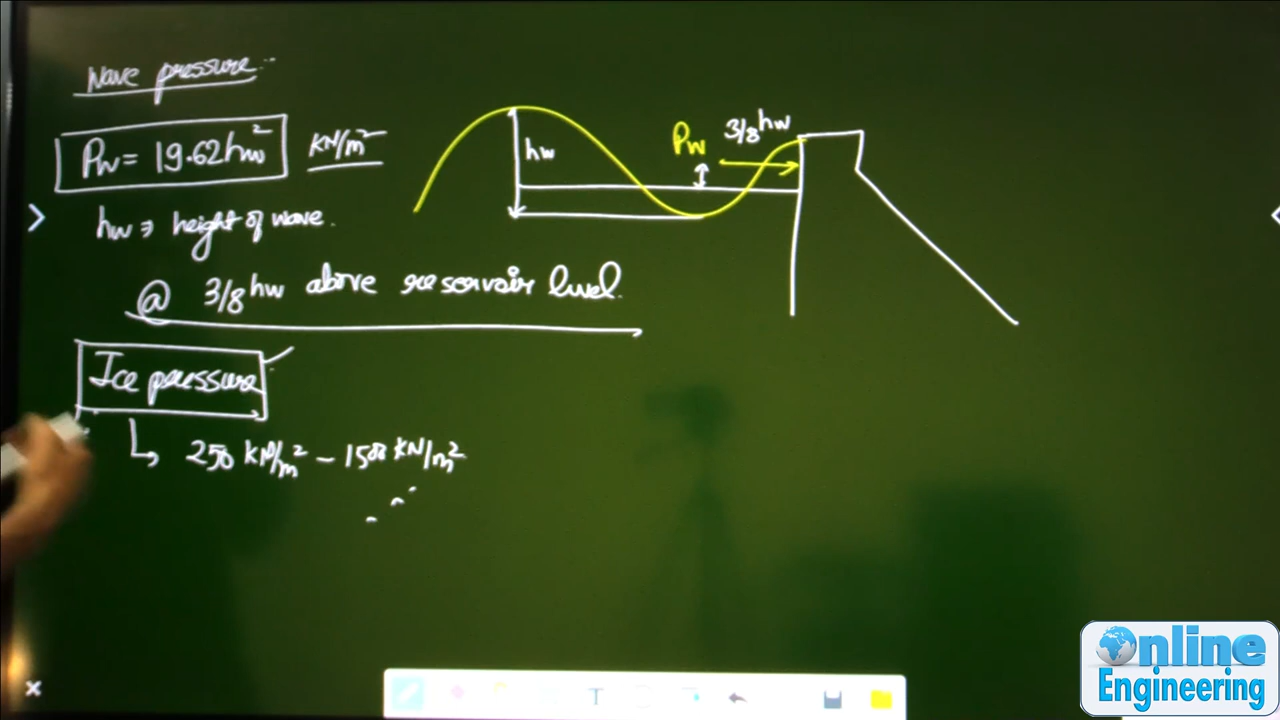 Wave pressure
Pw = 19.62hw² KN/m²
hw ⇒ height of wave.
@ 3/8 hw above reservoir level.
Ice pressure
↳ 250 KN/m² – 1500 KN/m²
hw
Pw
3/8 hw
T
Online
Engineering